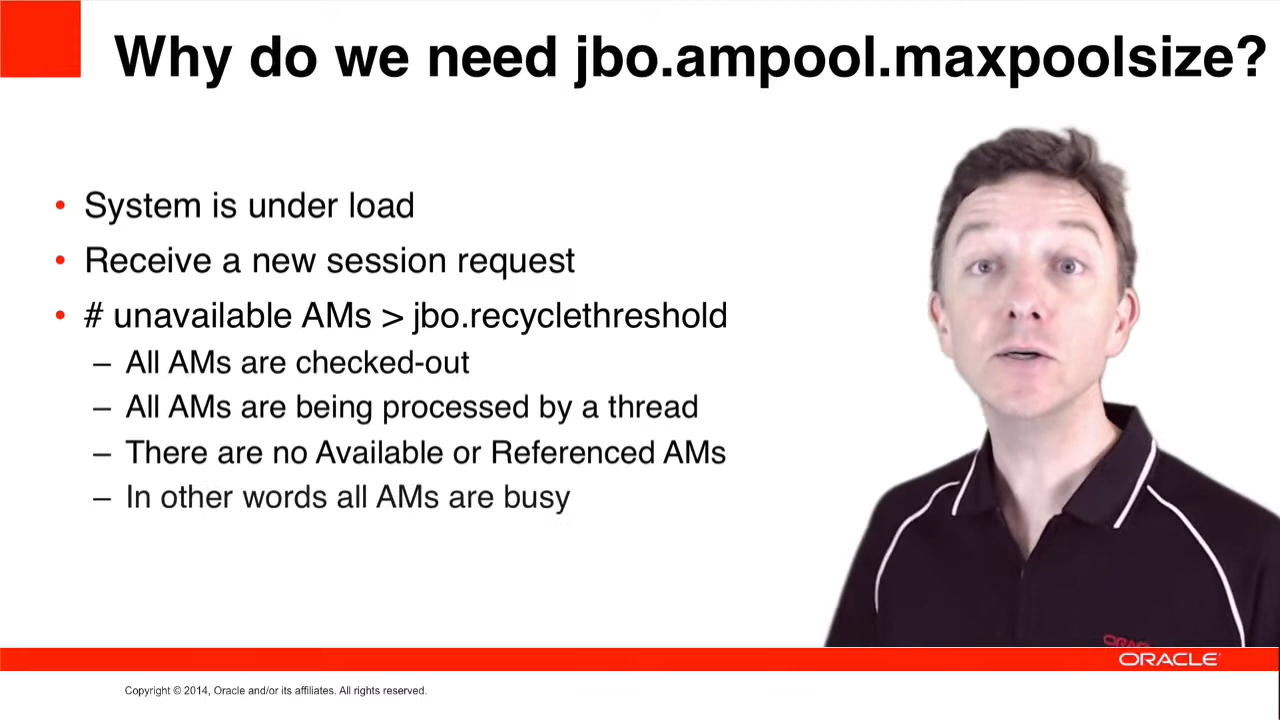 Why do we need jbo.ampool.maxpoolsize?
• System is under load
• Receive a new session request
• # unavailable AMs > jbo.recyclethreshold
– All AMs are checked-out
– All AMs are being processed by a thread
– There are no Available or Referenced AMs
– In other words all AMs are busy
ORAC
ORACLE
Copyright © 2014, Oracle and/or its affiliates. All rights reserved.